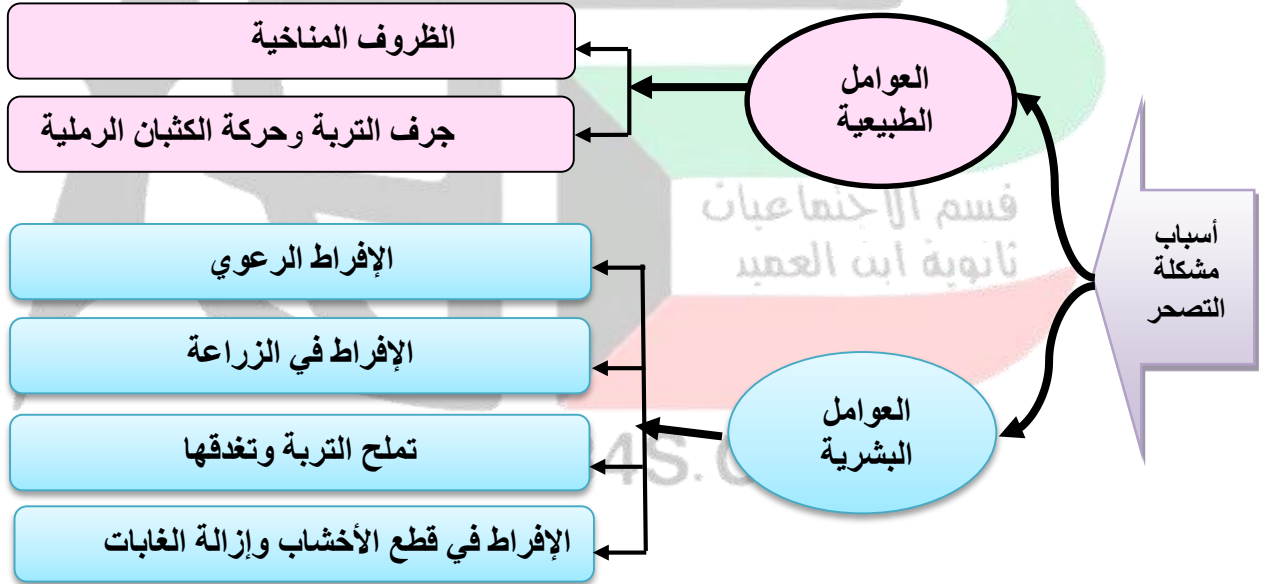 أسباب
مشكلة
التصحر
العوامل
الطبيعية
الظروف المناخية
جرف التربة وحركة الكثبان الرملية
قسم الاجتماعيات
ثانوية ابن العميد
العوامل
البشرية
الإفراط الرعوي
الإفراط في الزراعة
تملح التربة وتغدقها
الإفراط في قطع الأخشاب وإزالة الغابات